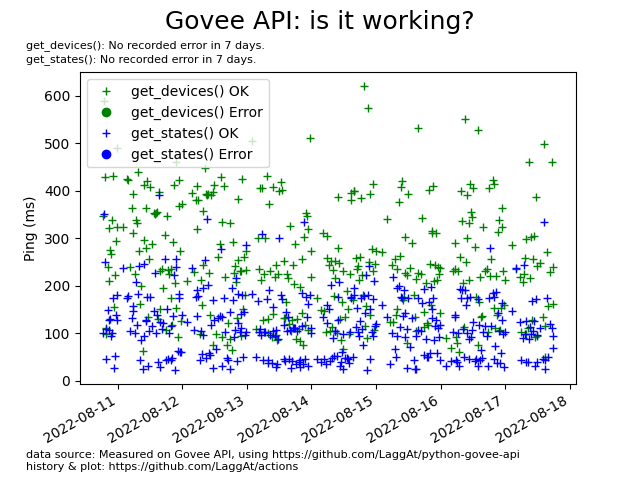 Govee API: is it working?
get_devices(): No recorded error in 7 days.
get_states(): No recorded error in 7 days.
get_devices() OK
get_devices() Error
get_states() OK
get_states() Error
Ping (ms)
600
500
400
300
200
100
0
2022-08-11
2022-08-12
2022-08-13
2022-08-14
2022-08-15
2022-08-16
2022-08-17
2022-08-18
data source: Measured on Govee API, using https://github.com/LaggAt/python-govee-api
history & plot: https://github.com/LaggAt/actions